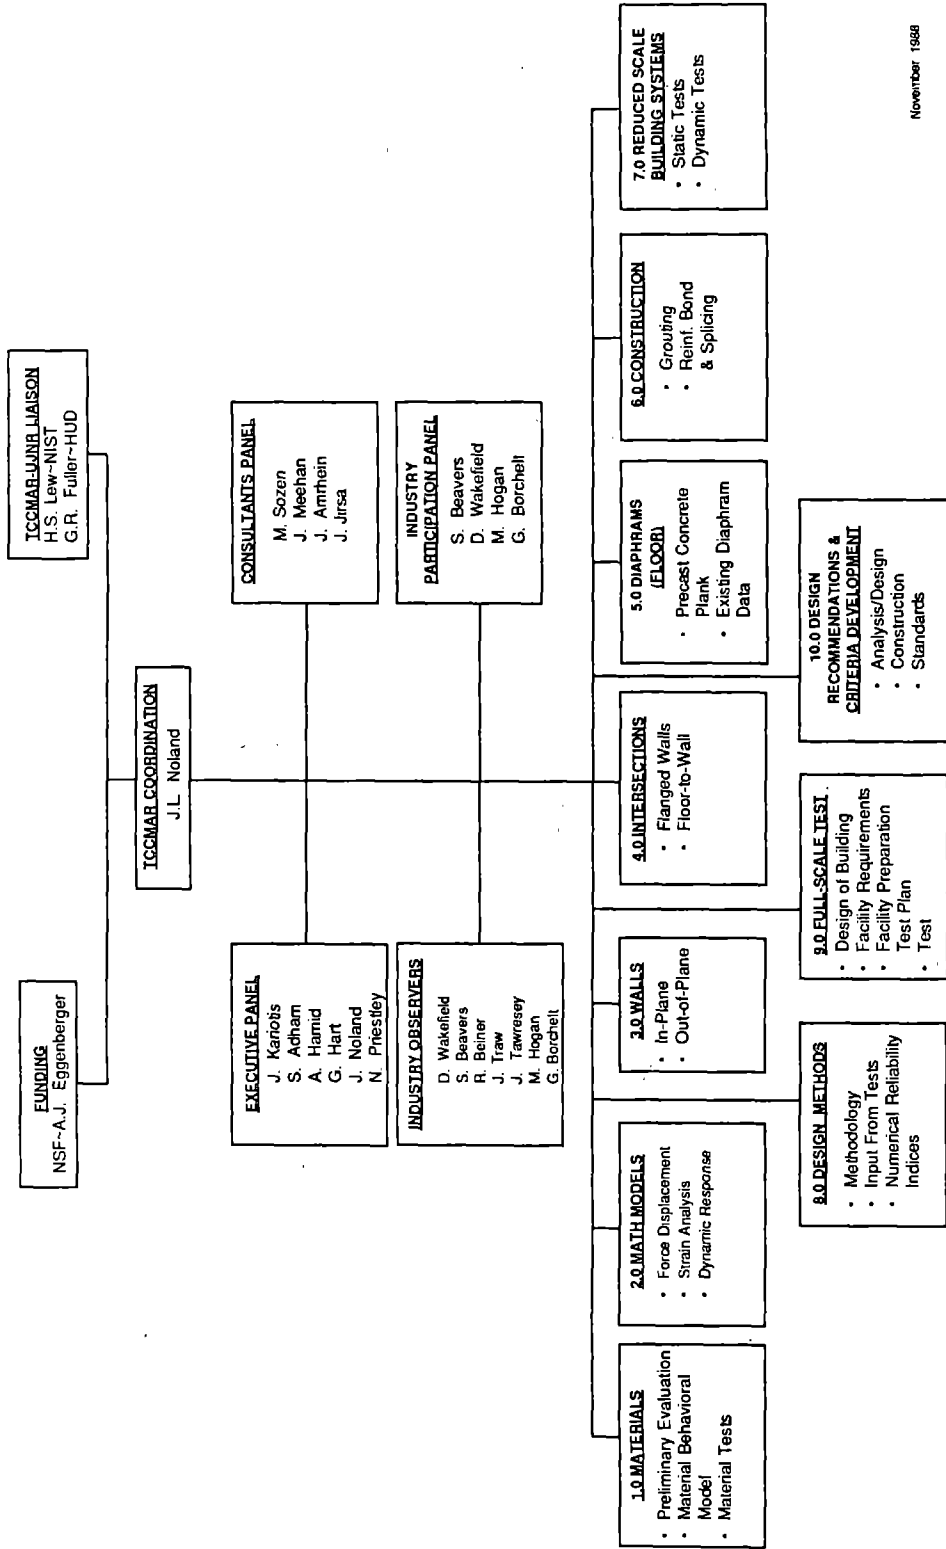 FUNDING
NSF~A.J. Eggenberger
TCCMAR-UJNR LIAISON
H.S. Lew~NIST
G.R. Fuller~HUD
TCCMAR COORDINATION
J.L. Noland
EXECUTIVE PANEL
J. Kariotis
S. Adham
A. Hamid
G. Hart
J. Noland
N. Priestley
CONSULTANTS PANEL
M. Sozen
J. Meehan
J. Amrhein
J. Jirsa
INDUSTRY OBSERVERS
D. Wakefield
S. Beavers
R. Beiner
J. Traw
J. Tawresey
M. Hogan
G. Borchelt
INDUSTRY
PARTICIPATION PANEL
S. Beavers
D. Wakefield
M. Hogan
G. Borchelt
1.0 MATERIALS
• Preliminary Evaluation
• Material Behavioral
Model
• Material Tests
2.0 MATH MODELS
• Force Displacement
• Strain Analysis
• Dynamic Response
3.0 WALLS
• In-Plane
• Out-of-Plane
4.0 INTERSECTIONS
• Flanged Walls
• Floor-to-Wall
5.0 DIAPHRAMS
(FLOOR)
• Precast Concrete
Plank
• Existing Diaphram
Data
6.0 CONSTRUCTION
• Grouting
• Reinf. Bond
& Splicing
7.0 REDUCED SCALE
BUILDING SYSTEMS
• Static Tests
• Dynamic Tests
8.0 DESIGN METHODS
• Methodology
• Input From Tests
• Numerical Reliability
Indices
9.0 FULL-SCALE TEST
• Design of Building
• Facility Requirements
• Facility Preparation
Test Plan
• Test
10.0 DESIGN
RECOMMENDATIONS &
CRITERIA DEVELOPMENT
• Analysis/Design
• Construction
• Standards
November 1988